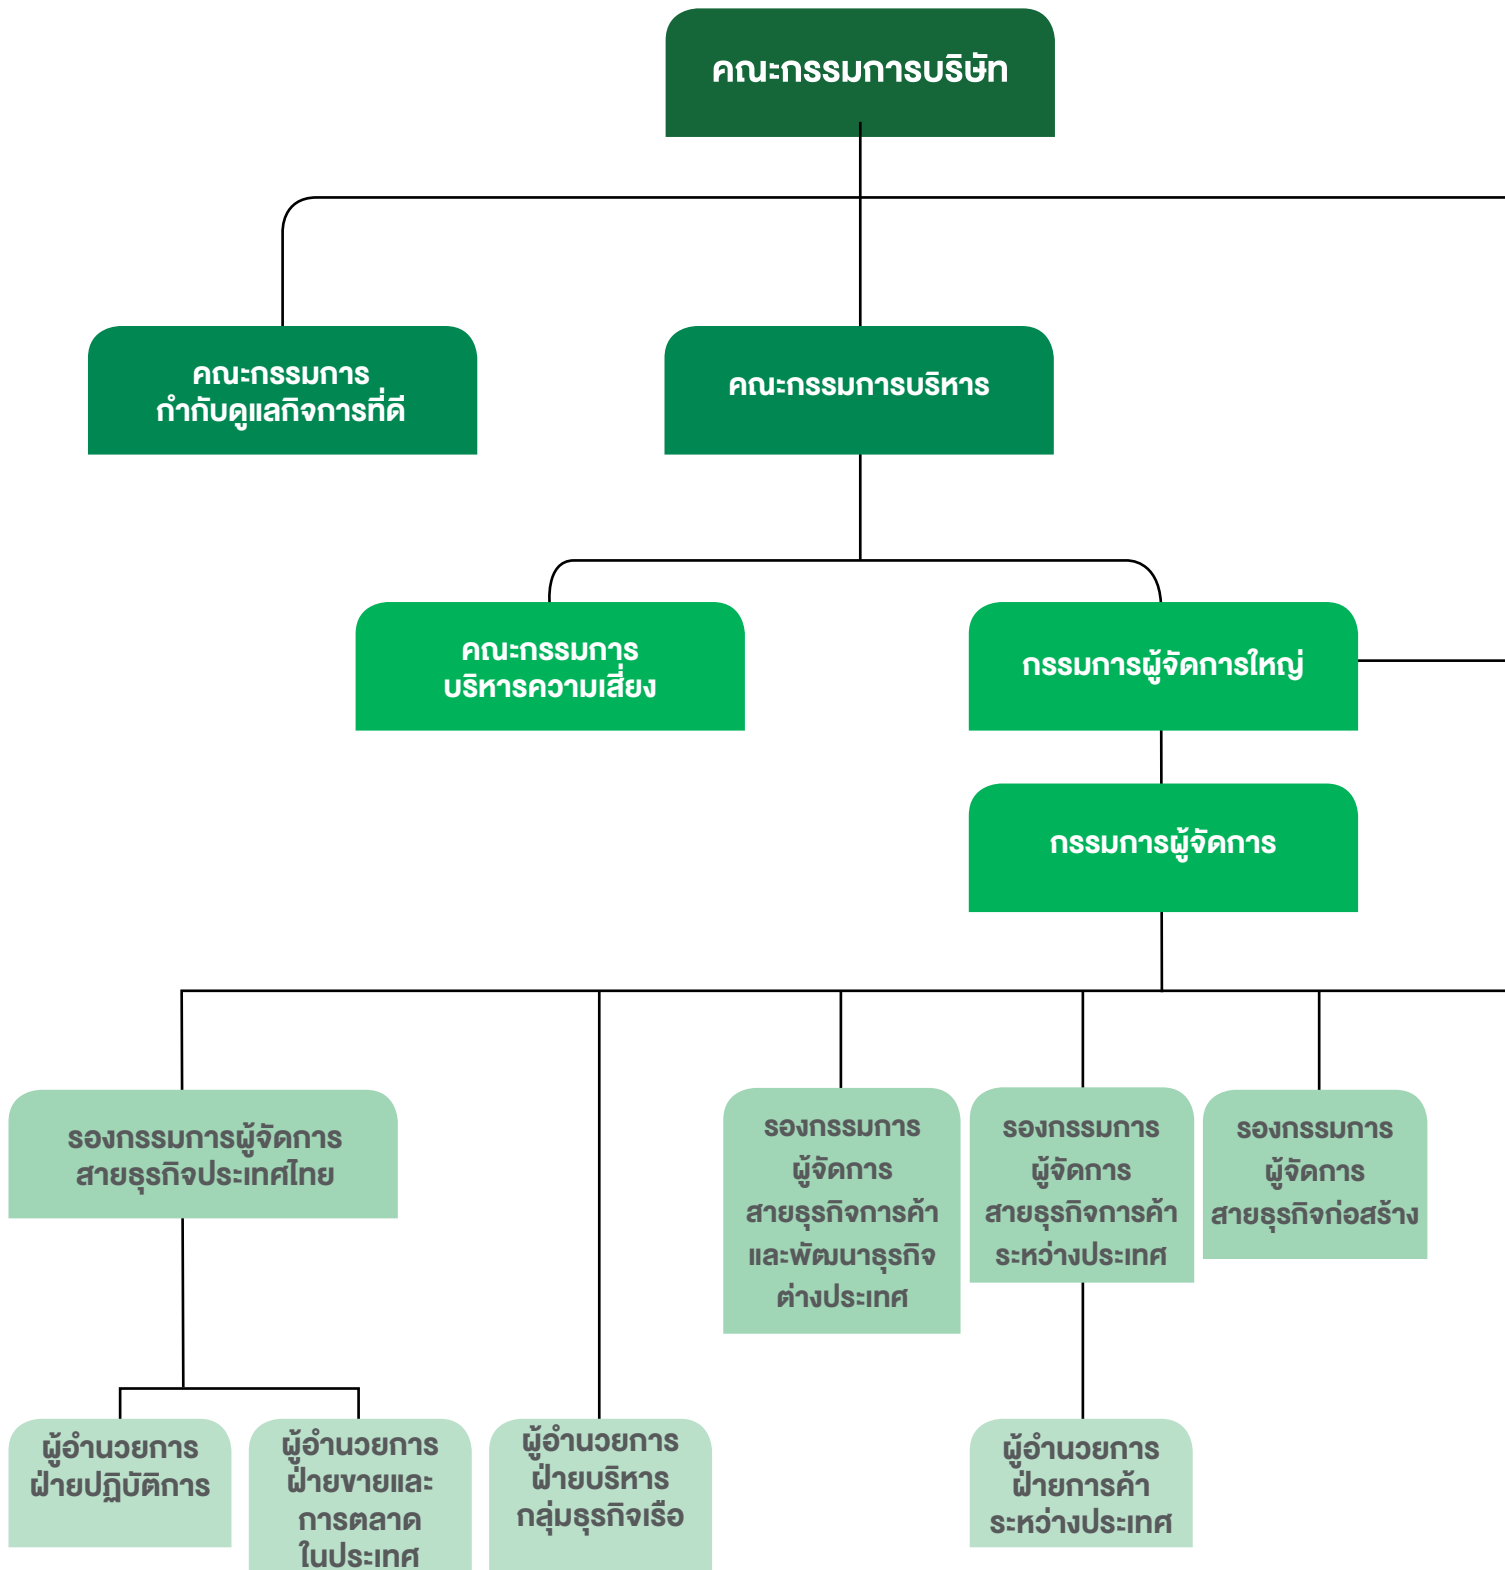 คณะกรรมการบริษัท
คณะกรรมการ
กำกับดูแลกิจการที่ดี
คณะกรรมการบริหาร
คณะกรรมการ
บริหารความเสี่ยง
กรรมการผู้จัดการใหญ่
กรรมการผู้จัดการ
รองกรรมการผู้จัดการ
สายธุรกิจประเทศไทย
รองกรรมการ
ผู้จัดการ
สายธุรกิจการค้า
และพัฒนาธุรกิจ
ต่างประเทศ
รองกรรมการ
ผู้จัดการ
สายธุรกิจการค้า
ระหว่างประเทศ
รองกรรมการ
ผู้จัดการ
สายธุรกิจก่อสร้าง
ผู้อำนวยการ
ฝ่ายปฏิบัติการ
ผู้อำนวยการ
ฝ่ายขายและ
การตลาด
ในประเทศ
ผู้อำนวยการ
ฝ่ายบริหาร
กลุ่มธุรกิจเรือ
ผู้อำนวยการ
ฝ่ายการค้า
ระหว่างประเทศ